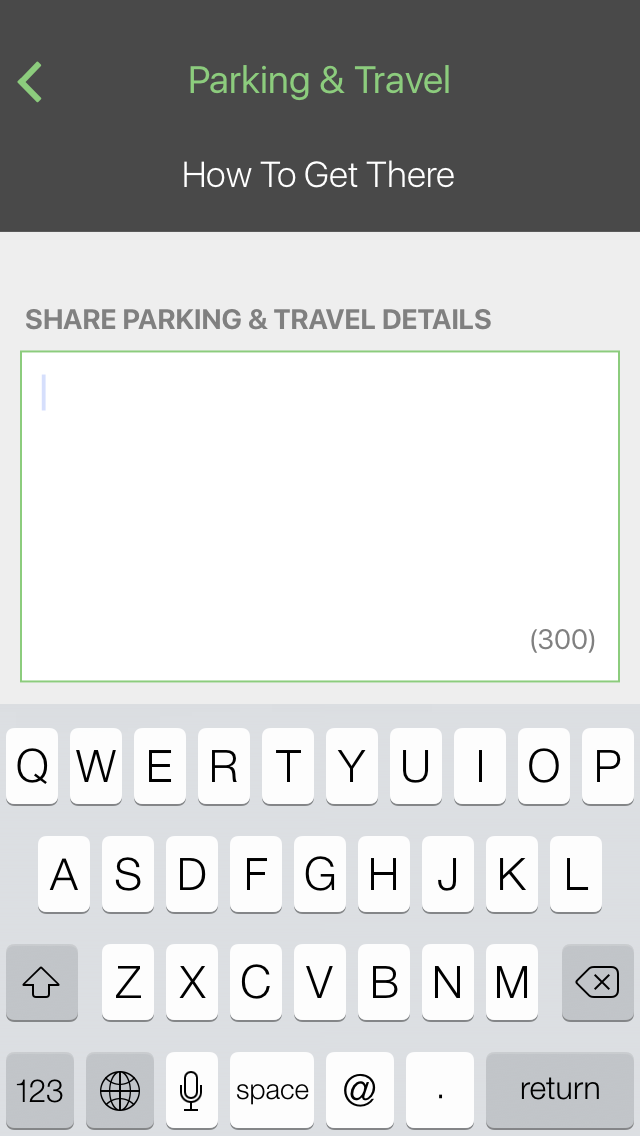 Parking & Travel
How To Get There
SHARE PARKING & TRAVEL DETAILS
(300)
Q W E R T Y U I O P
A S D F G H J K L
Z X C V B N M
123 space @ . return